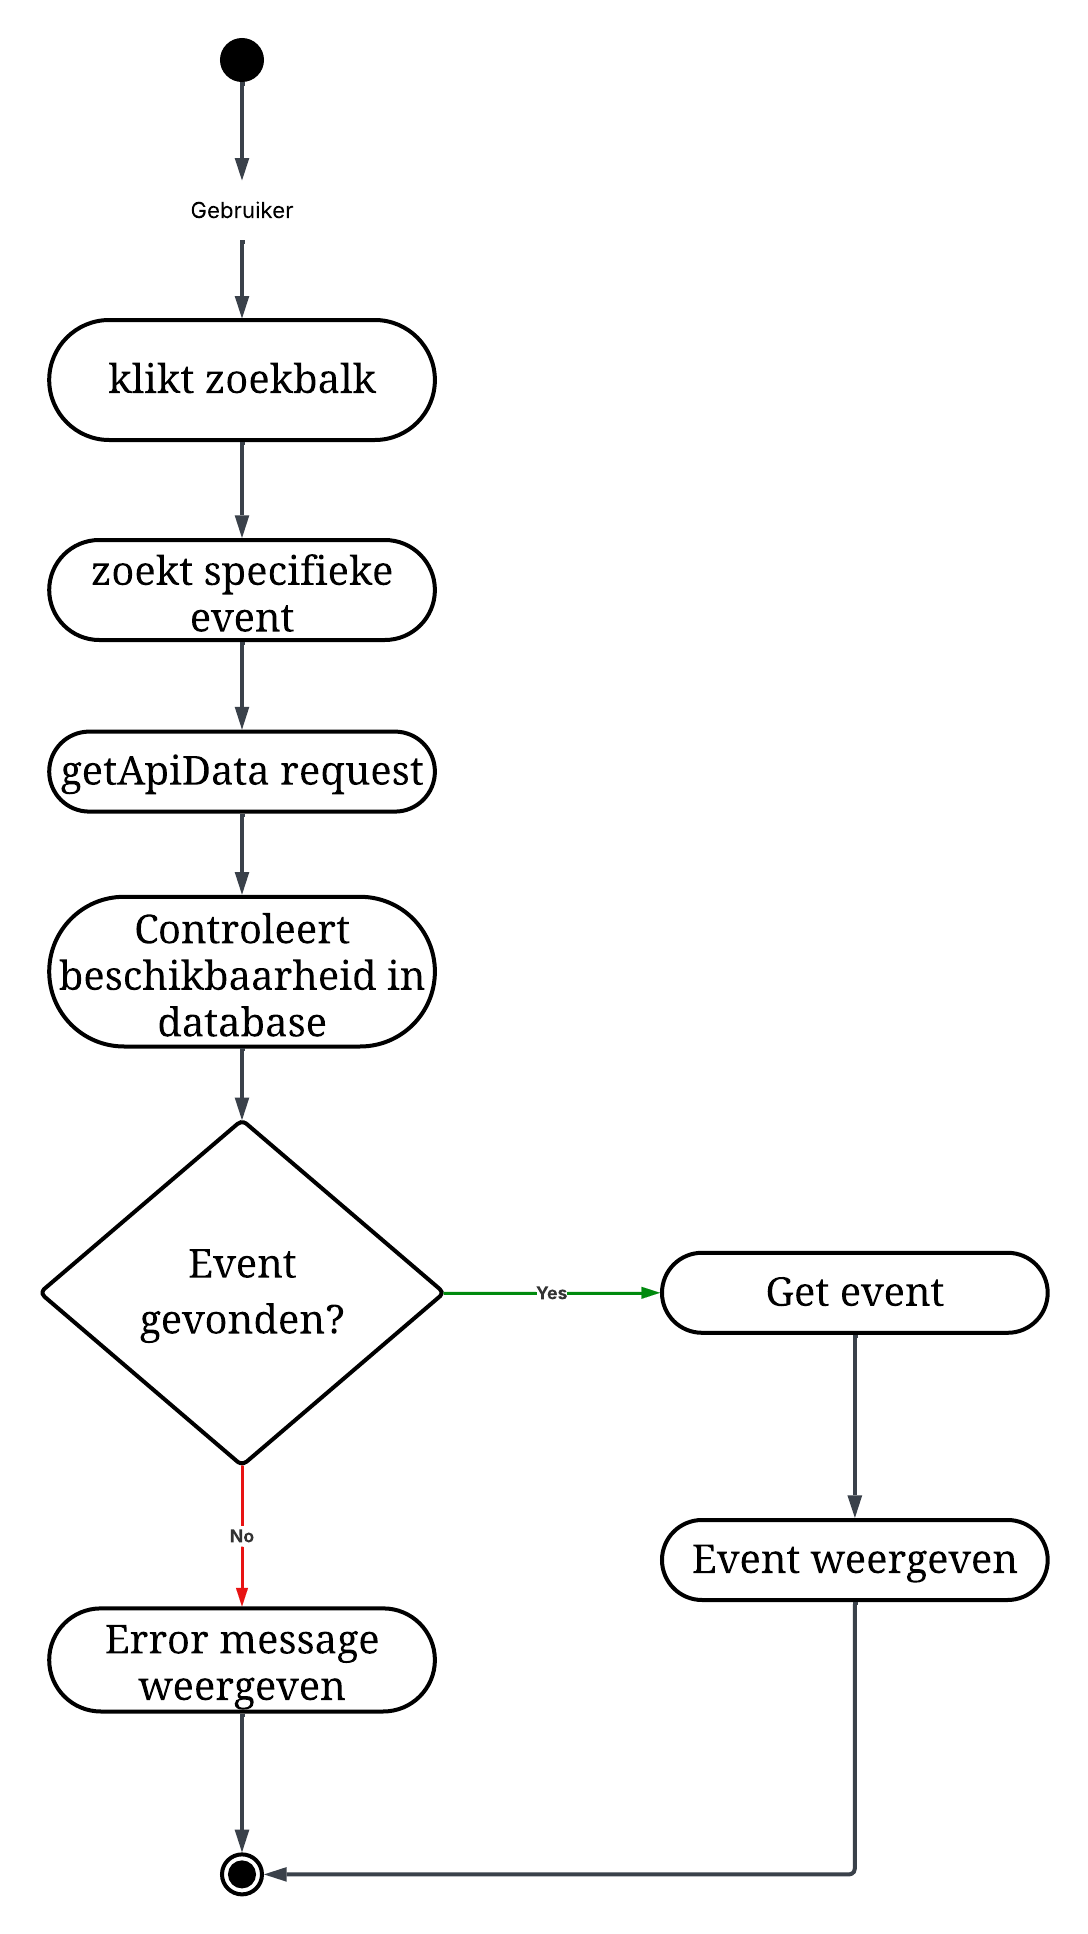 Gebruiker
klikt zoekbalk
zoekt specifieke
event
getApiData request
Controleert
beschikbaarheid in
database
Event
gevonden?
Yes
Get event
No
Event weergeven
Error message
weergeven